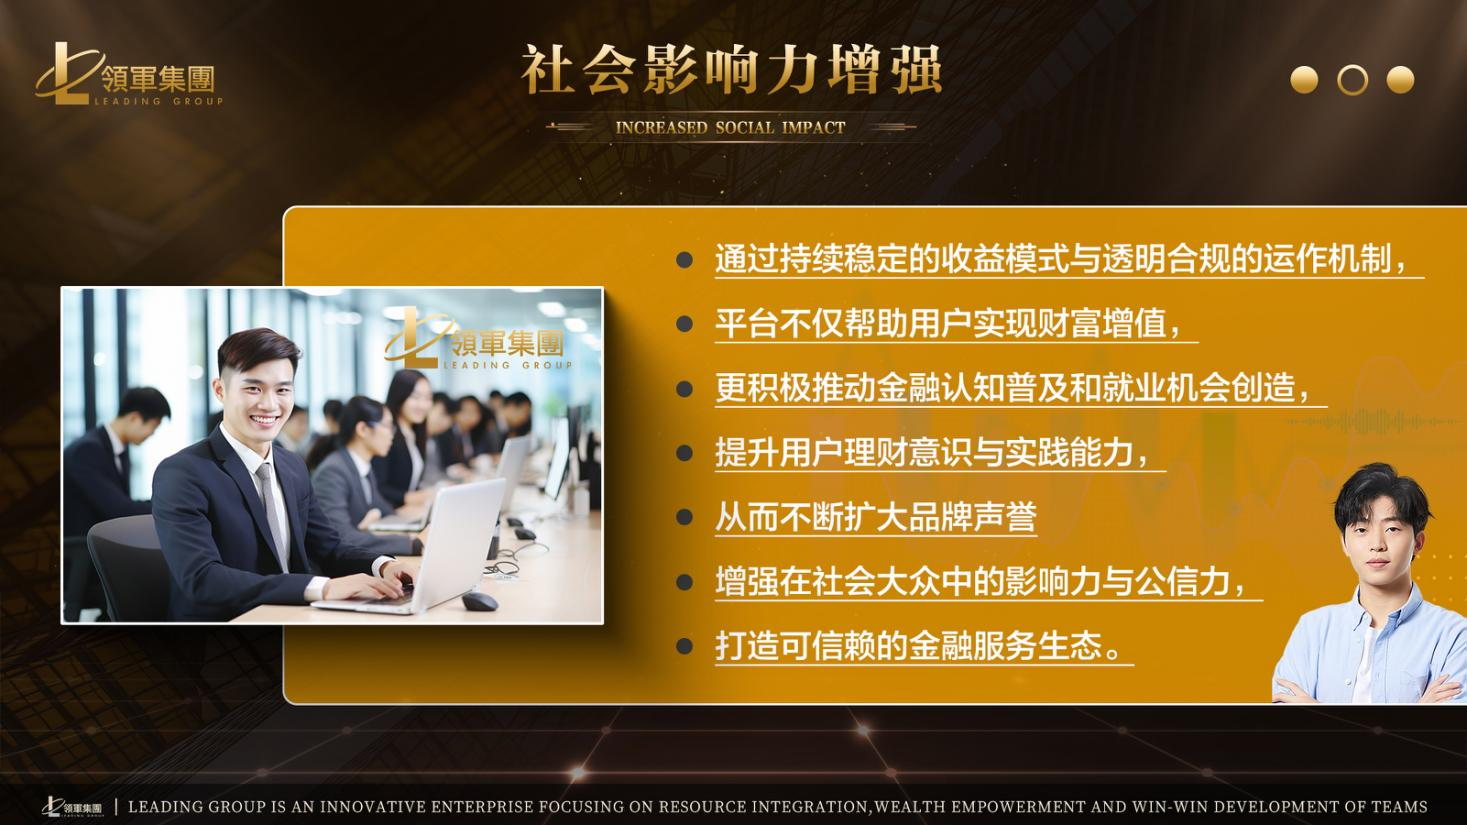 領軍集團
LEADING GROUP
社会影响力增强
INCREASED SOCIAL IMPACT
通过持续稳定的收益模式与透明合规的运作机制，
平台不仅帮助用户实现财富增值，
更积极推动金融认知普及和就业机会创造，
提升用户理财意识与实践能力，
从而不断扩大品牌声誉
增强在社会大众中的影响力与公信力，
打造可信赖的金融服务生态。
領軍集團
LEADING GROUP
領軍集團
LEADING GROUP
LEADING GROUP IS AN INNOVATIVE ENTERPRISE FOCUSING ON RESOURCE INTEGRATION,WEALTH EMPOWERMENT AND WIN-WIN DEVELOPMENT OF TEAMS